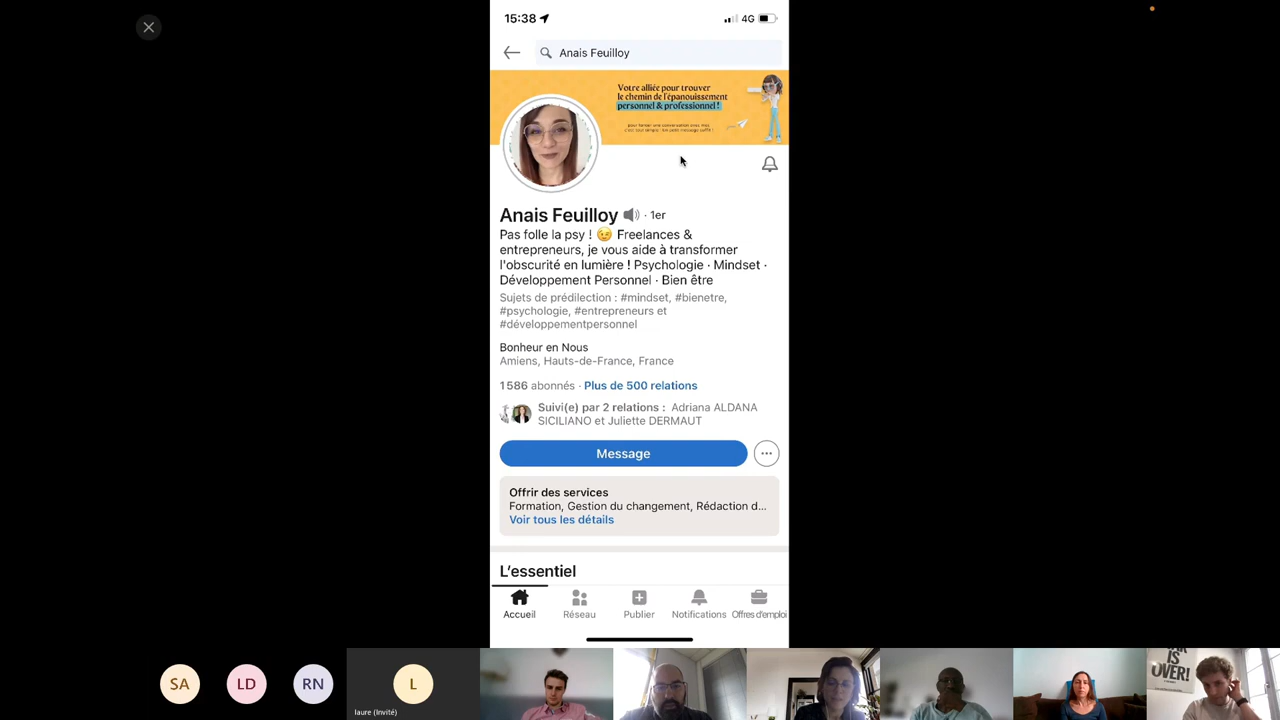 15:38
4G
Anais Feuilloy
Votre alliée pour trouver
le chemin de l'épanouissement
personnel & professionnel !
Anais Feuilloy · 1er
Pas folle la psy ! 😉 Freelances &
entrepreneurs, je vous aide à transformer
l'obscurité en lumière ! Psychologie · Mindset ·
Développement Personnel · Bien être
Sujets de prédilection : #mindset, #bienetre,
#psychologie, #entrepreneurs et
#développementpersonnel
Bonheur en Nous
Amiens, Hauts-de-France, France
1 586 abonnés · Plus de 500 relations
Suivi(e) par 2 relations : Adriana ALDANA
SICILIANO et Juliette DERMAUT
Message
Offrir des services
Formation, Gestion du changement, Rédaction d...
Voir tous les détails
L'essentiel
Accueil
Réseau
Publier
Notifications
Offres d'emploi
SA
LD
RN
L
laure (Invité)
IS
OVER!